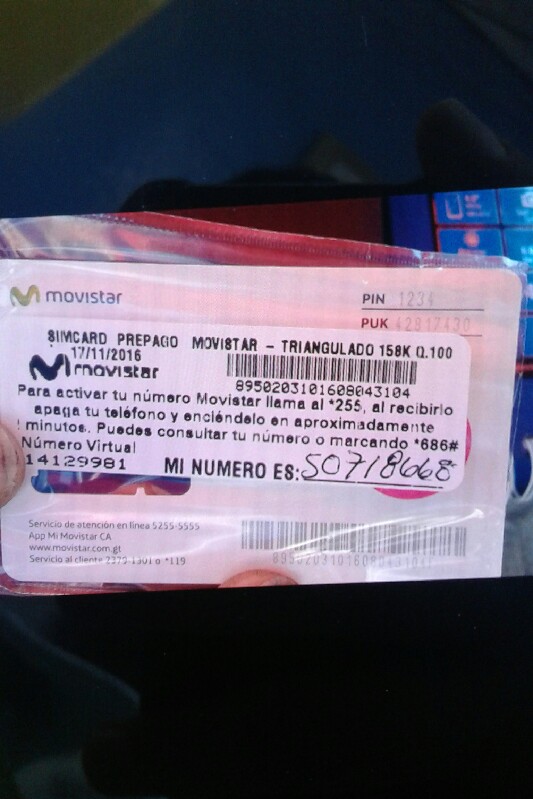 movistar
PIN 1234
PUK 42817430
SIMCARD PREPAGO MOVISTAR - TRIANGULADO 158K Q.100
17/11/2016
movistar
8950203101608043104
Para activar tu número Movistar llama al *255, al recibirlo
apaga tu teléfono y enciéndelo en aproximadamente
minutos. Puedes consultar tu número o marcando *686#
Número Virtual
14129981
MI NUMERO ES: 50718668
Servicio de atención en línea 5255-5555
App Mi Movistar CA
www.movistar.com.gt
Servicio al cliente 2379-1901 o *119